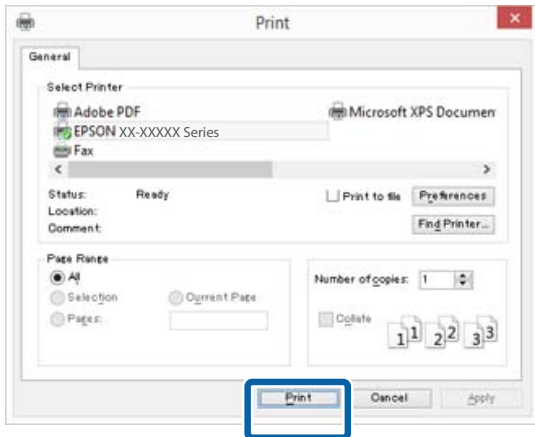 Print
General
Select Printer
Adobe PDF
Microsoft XPS Documen
EPSON XX-XXXXX Series
Fax
Status: Ready
Print to file
Preferences
Location:
Comment:
Find Printer...
Page Range
All
Selection
Current Page
Pages:
Number of copies: 1
Collate
1 1 2 2 3 3
Print
Cancel
Apply